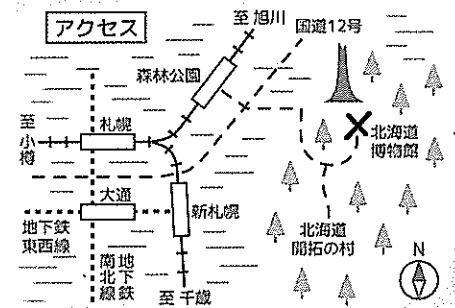 アクセス
至旭川
国道12号
森林公園
至
小樽
札幌
北海道
博物館
大通
新札幌
地下鉄
東西線
地下鉄
南北線
至千歳
北海道
開拓の村
N